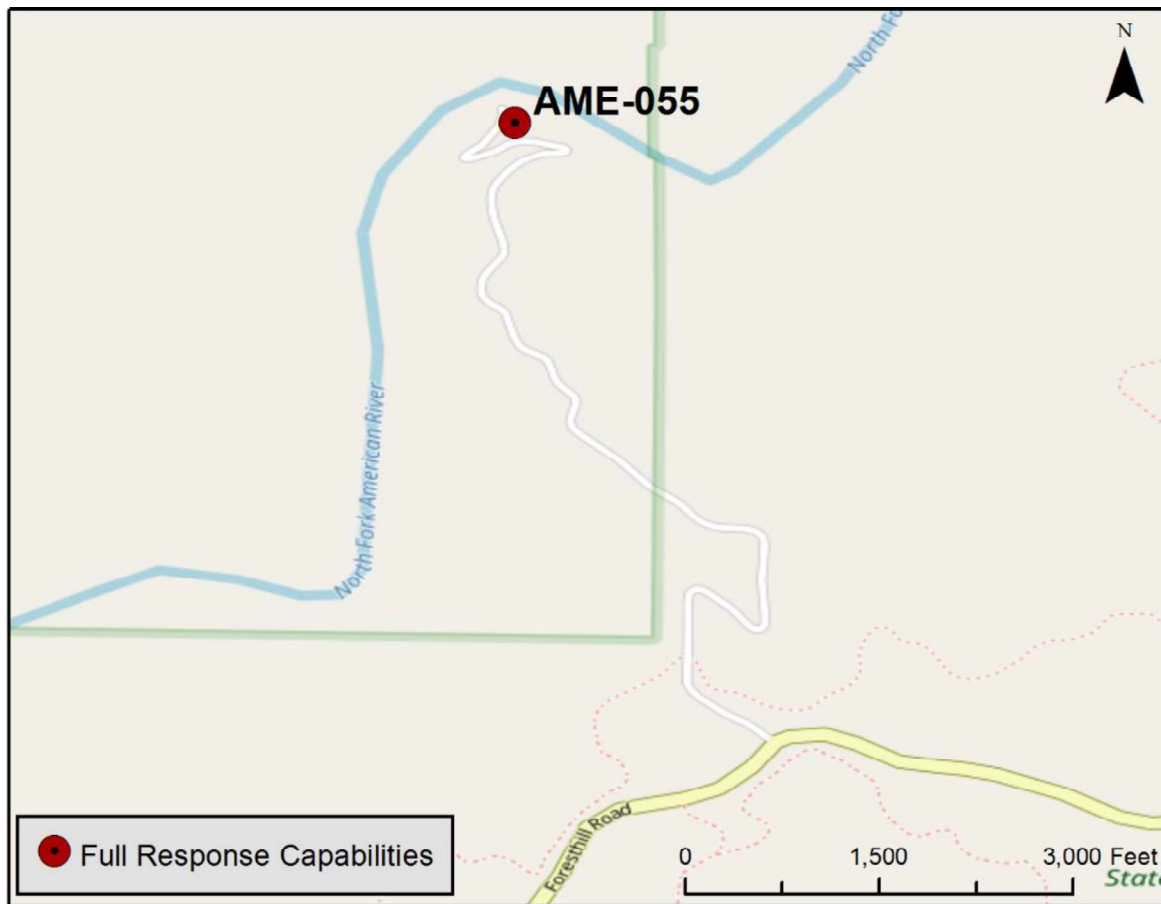 North Fo
N
AME-055
North Fork American River
Foresthill Road
Full Response Capabilities
0 1,500 3,000 Feet
State